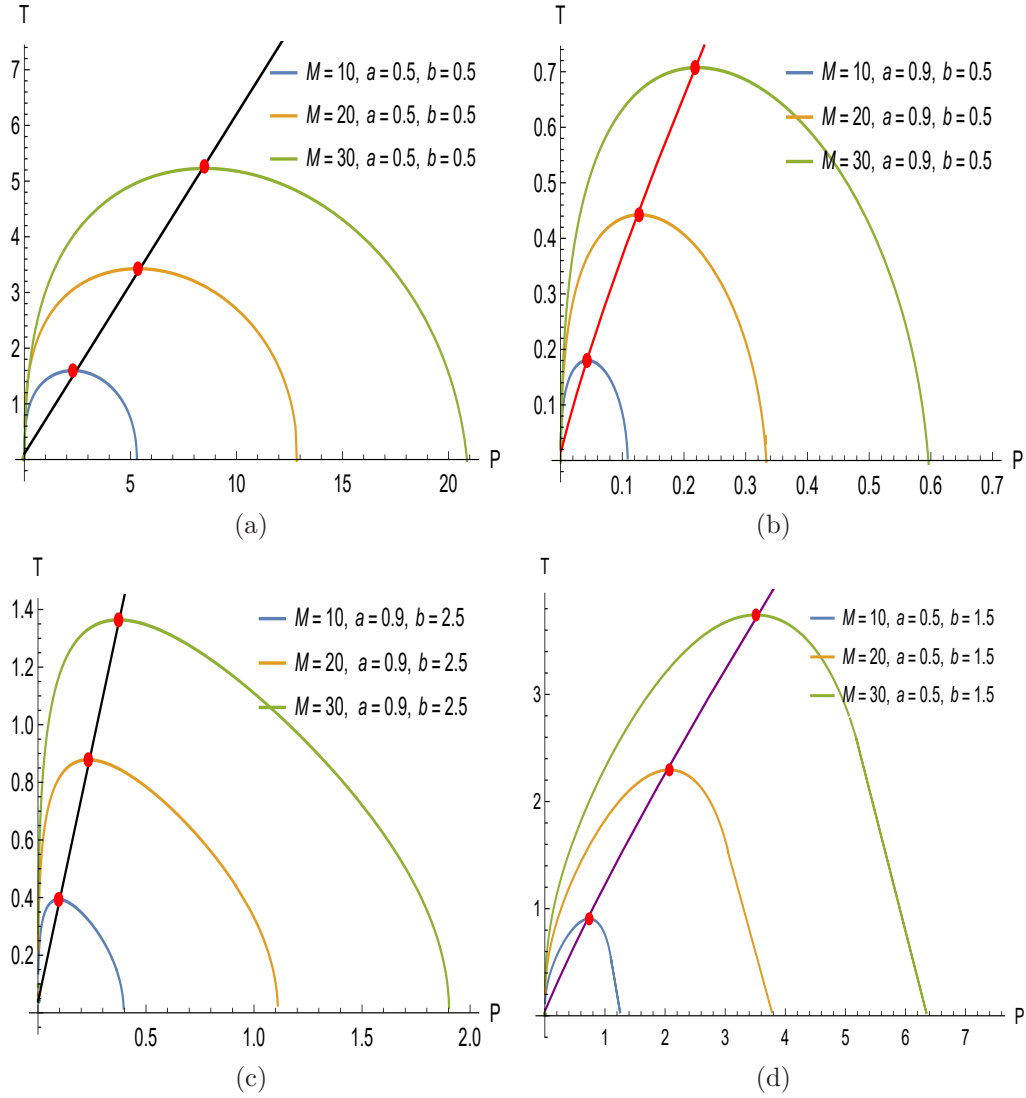 T
7
6
5
4
3
2
1
5 10 15 20
P
M = 10, a = 0.5, b = 0.5
M = 20, a = 0.5, b = 0.5
M = 30, a = 0.5, b = 0.5
(a)
T
0.7
0.6
0.5
0.4
0.3
0.2
0.1
0.1 0.2 0.3 0.4 0.5 0.6 0.7
P
M = 10, a = 0.9, b = 0.5
M = 20, a = 0.9, b = 0.5
M = 30, a = 0.9, b = 0.5
(b)
T
1.4
1.2
1.0
0.8
0.6
0.4
0.2
0.5 1.0 1.5 2.0
P
M = 10, a = 0.9, b = 2.5
M = 20, a = 0.9, b = 2.5
M = 30, a = 0.9, b = 2.5
(c)
T
3
2
1
1 2 3 4 5 6 7
P
M = 10, a = 0.5, b = 1.5
M = 20, a = 0.5, b = 1.5
M = 30, a = 0.5, b = 1.5
(d)